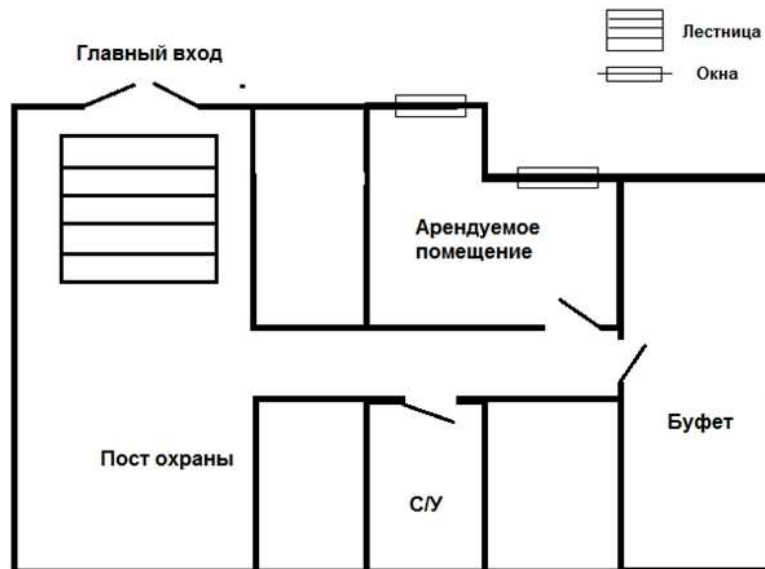 Лестница
Главный вход
Окна
Арендуемое
помещение
Буфет
Пост охраны
С/У